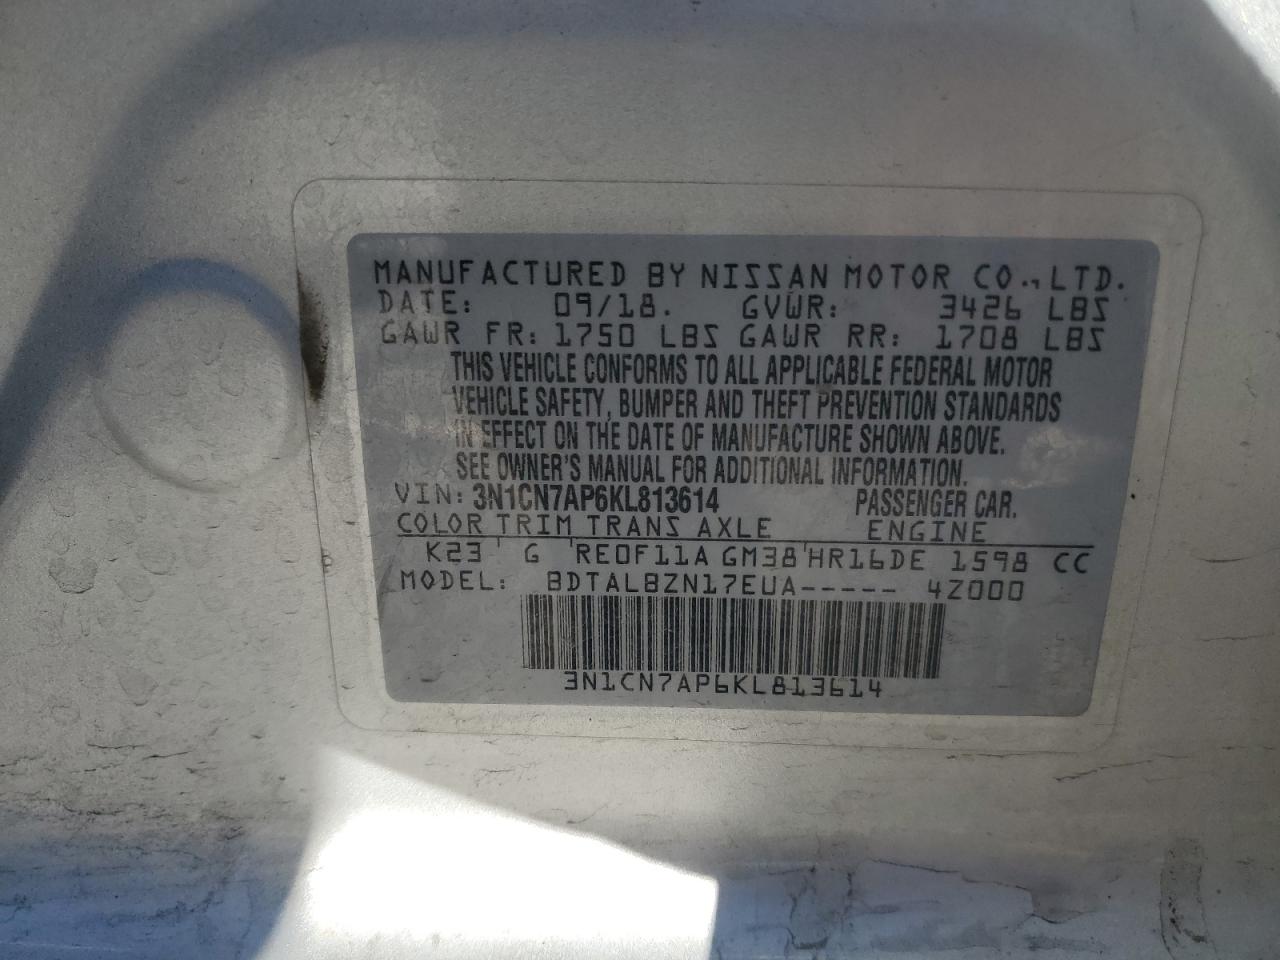 MANUFACTURED BY NISSAN MOTOR CO., LTD.
DATE: 09/18. GVWR: 3426 LBS
GAWR FR: 1750 LBS GAWR RR: 1708 LBS
THIS VEHICLE CONFORMS TO ALL APPLICABLE FEDERAL MOTOR
VEHICLE SAFETY, BUMPER AND THEFT PREVENTION STANDARDS
IN EFFECT ON THE DATE OF MANUFACTURE SHOWN ABOVE.
SEE OWNER'S MANUAL FOR ADDITIONAL INFORMATION.
VIN: 3N1CN7AP6KL813614 PASSENGER CAR.
COLOR TRIM TRANS AXLE ENGINE
K23 ' G ' RE0F11A GM38 ' HR16DE 1598 CC
MODEL: BDTALBZN17EUA----- 4Z000
3N1CN7AP6KL813614